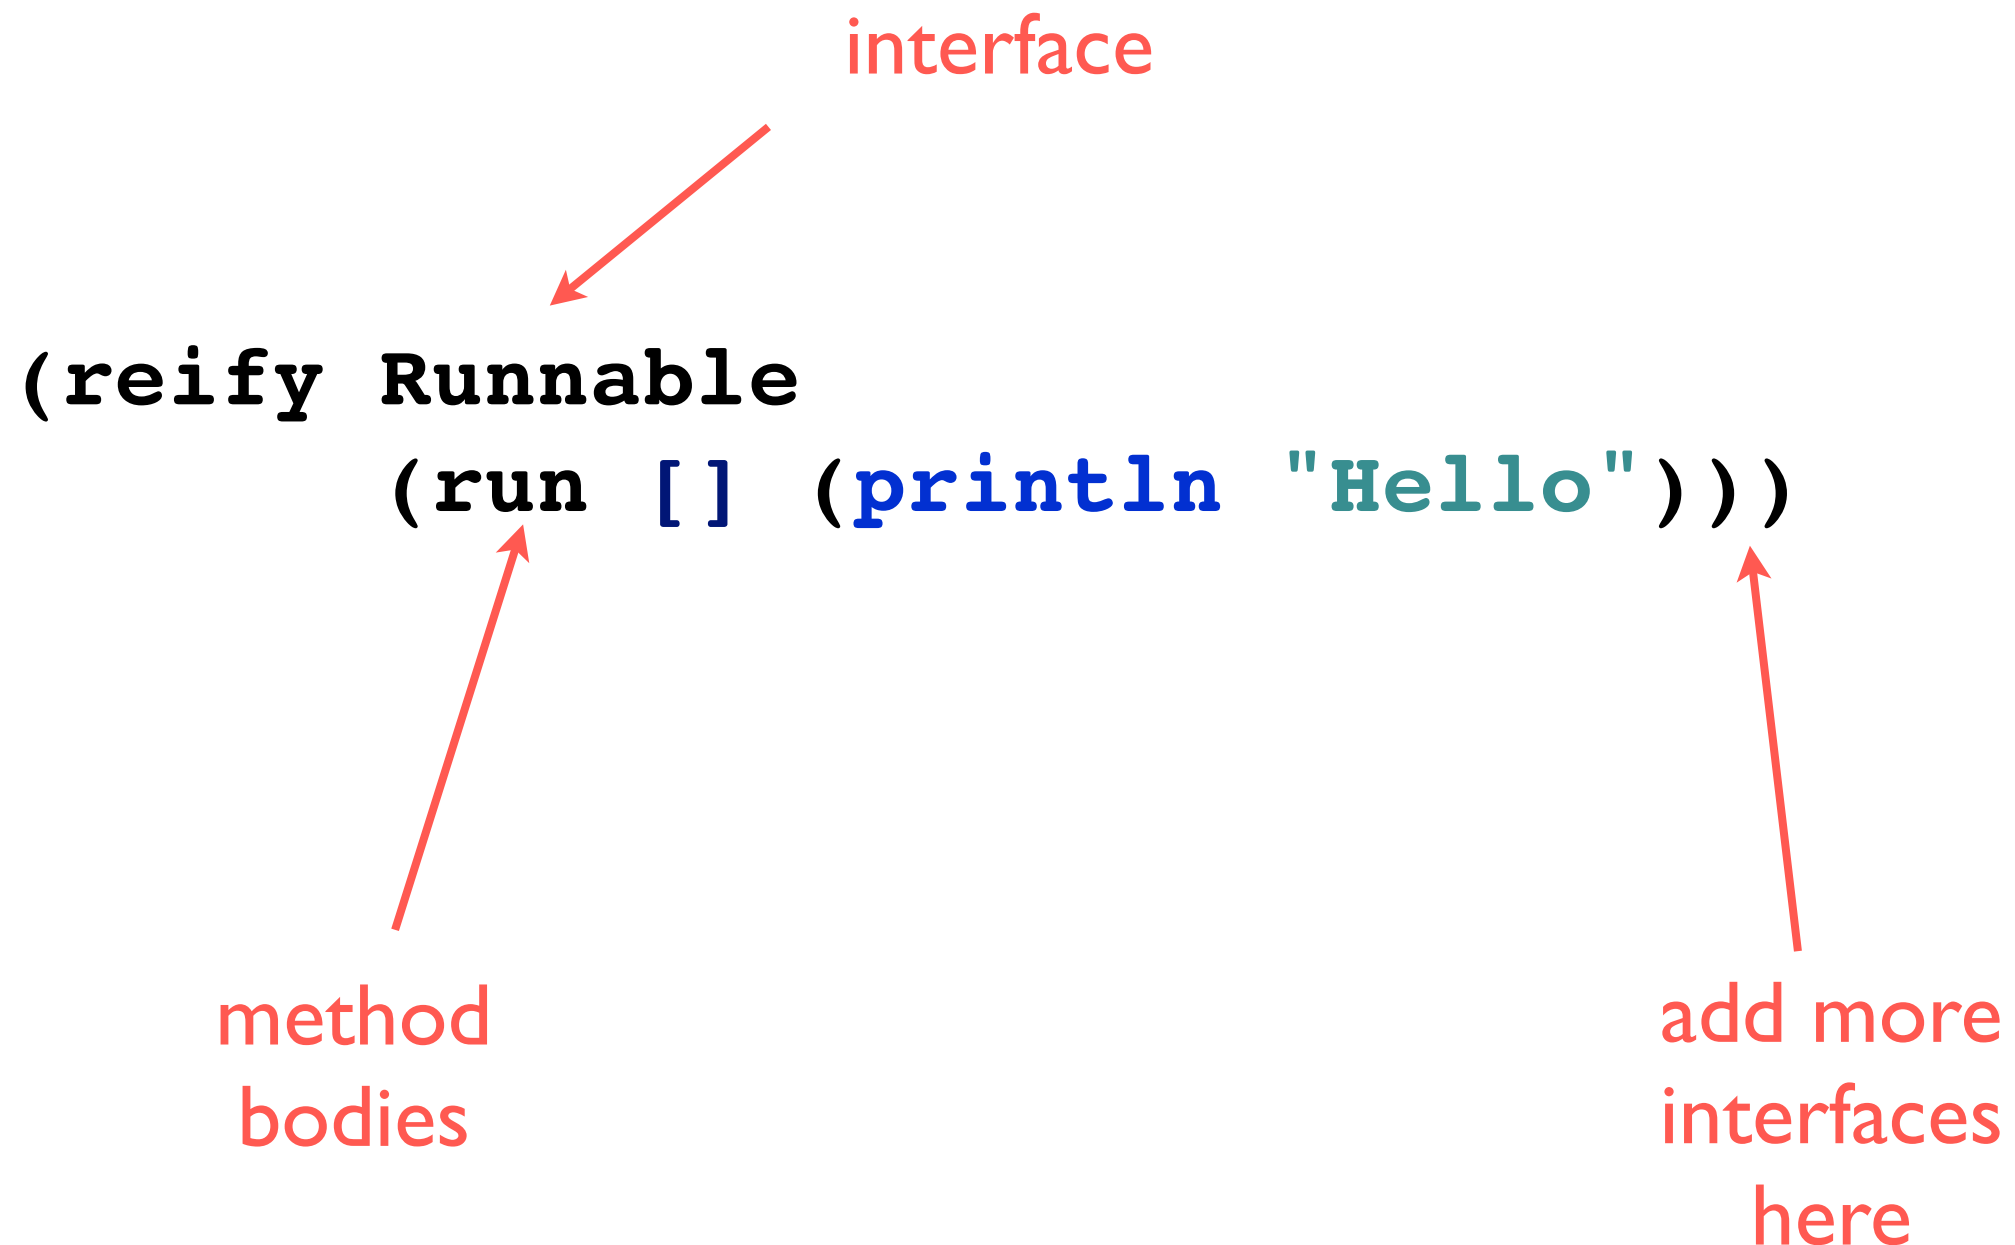 interface
(reify Runnable
(run [] (println "Hello")))
method
bodies
add more
interfaces
here